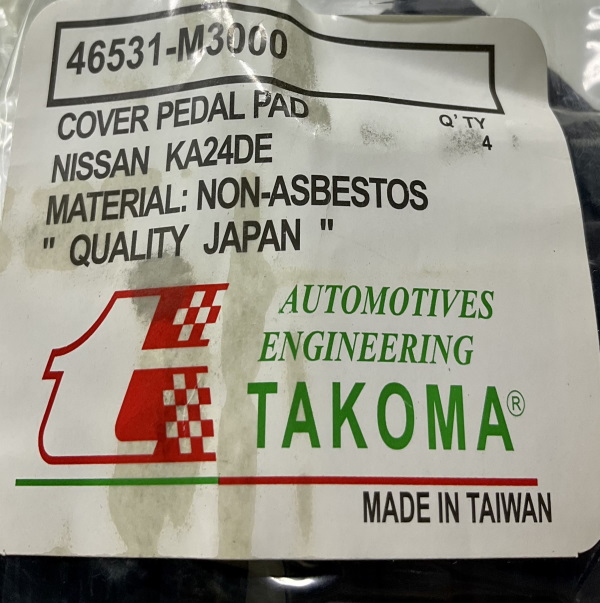 46531-M3000
COVER PEDAL PAD
Q'TY
NISSAN KA24DE
4
MATERIAL: NON-ASBESTOS
" QUALITY JAPAN "
AUTOMOTIVES
ENGINEERING
TAKOMA®
MADE IN TAIWAN